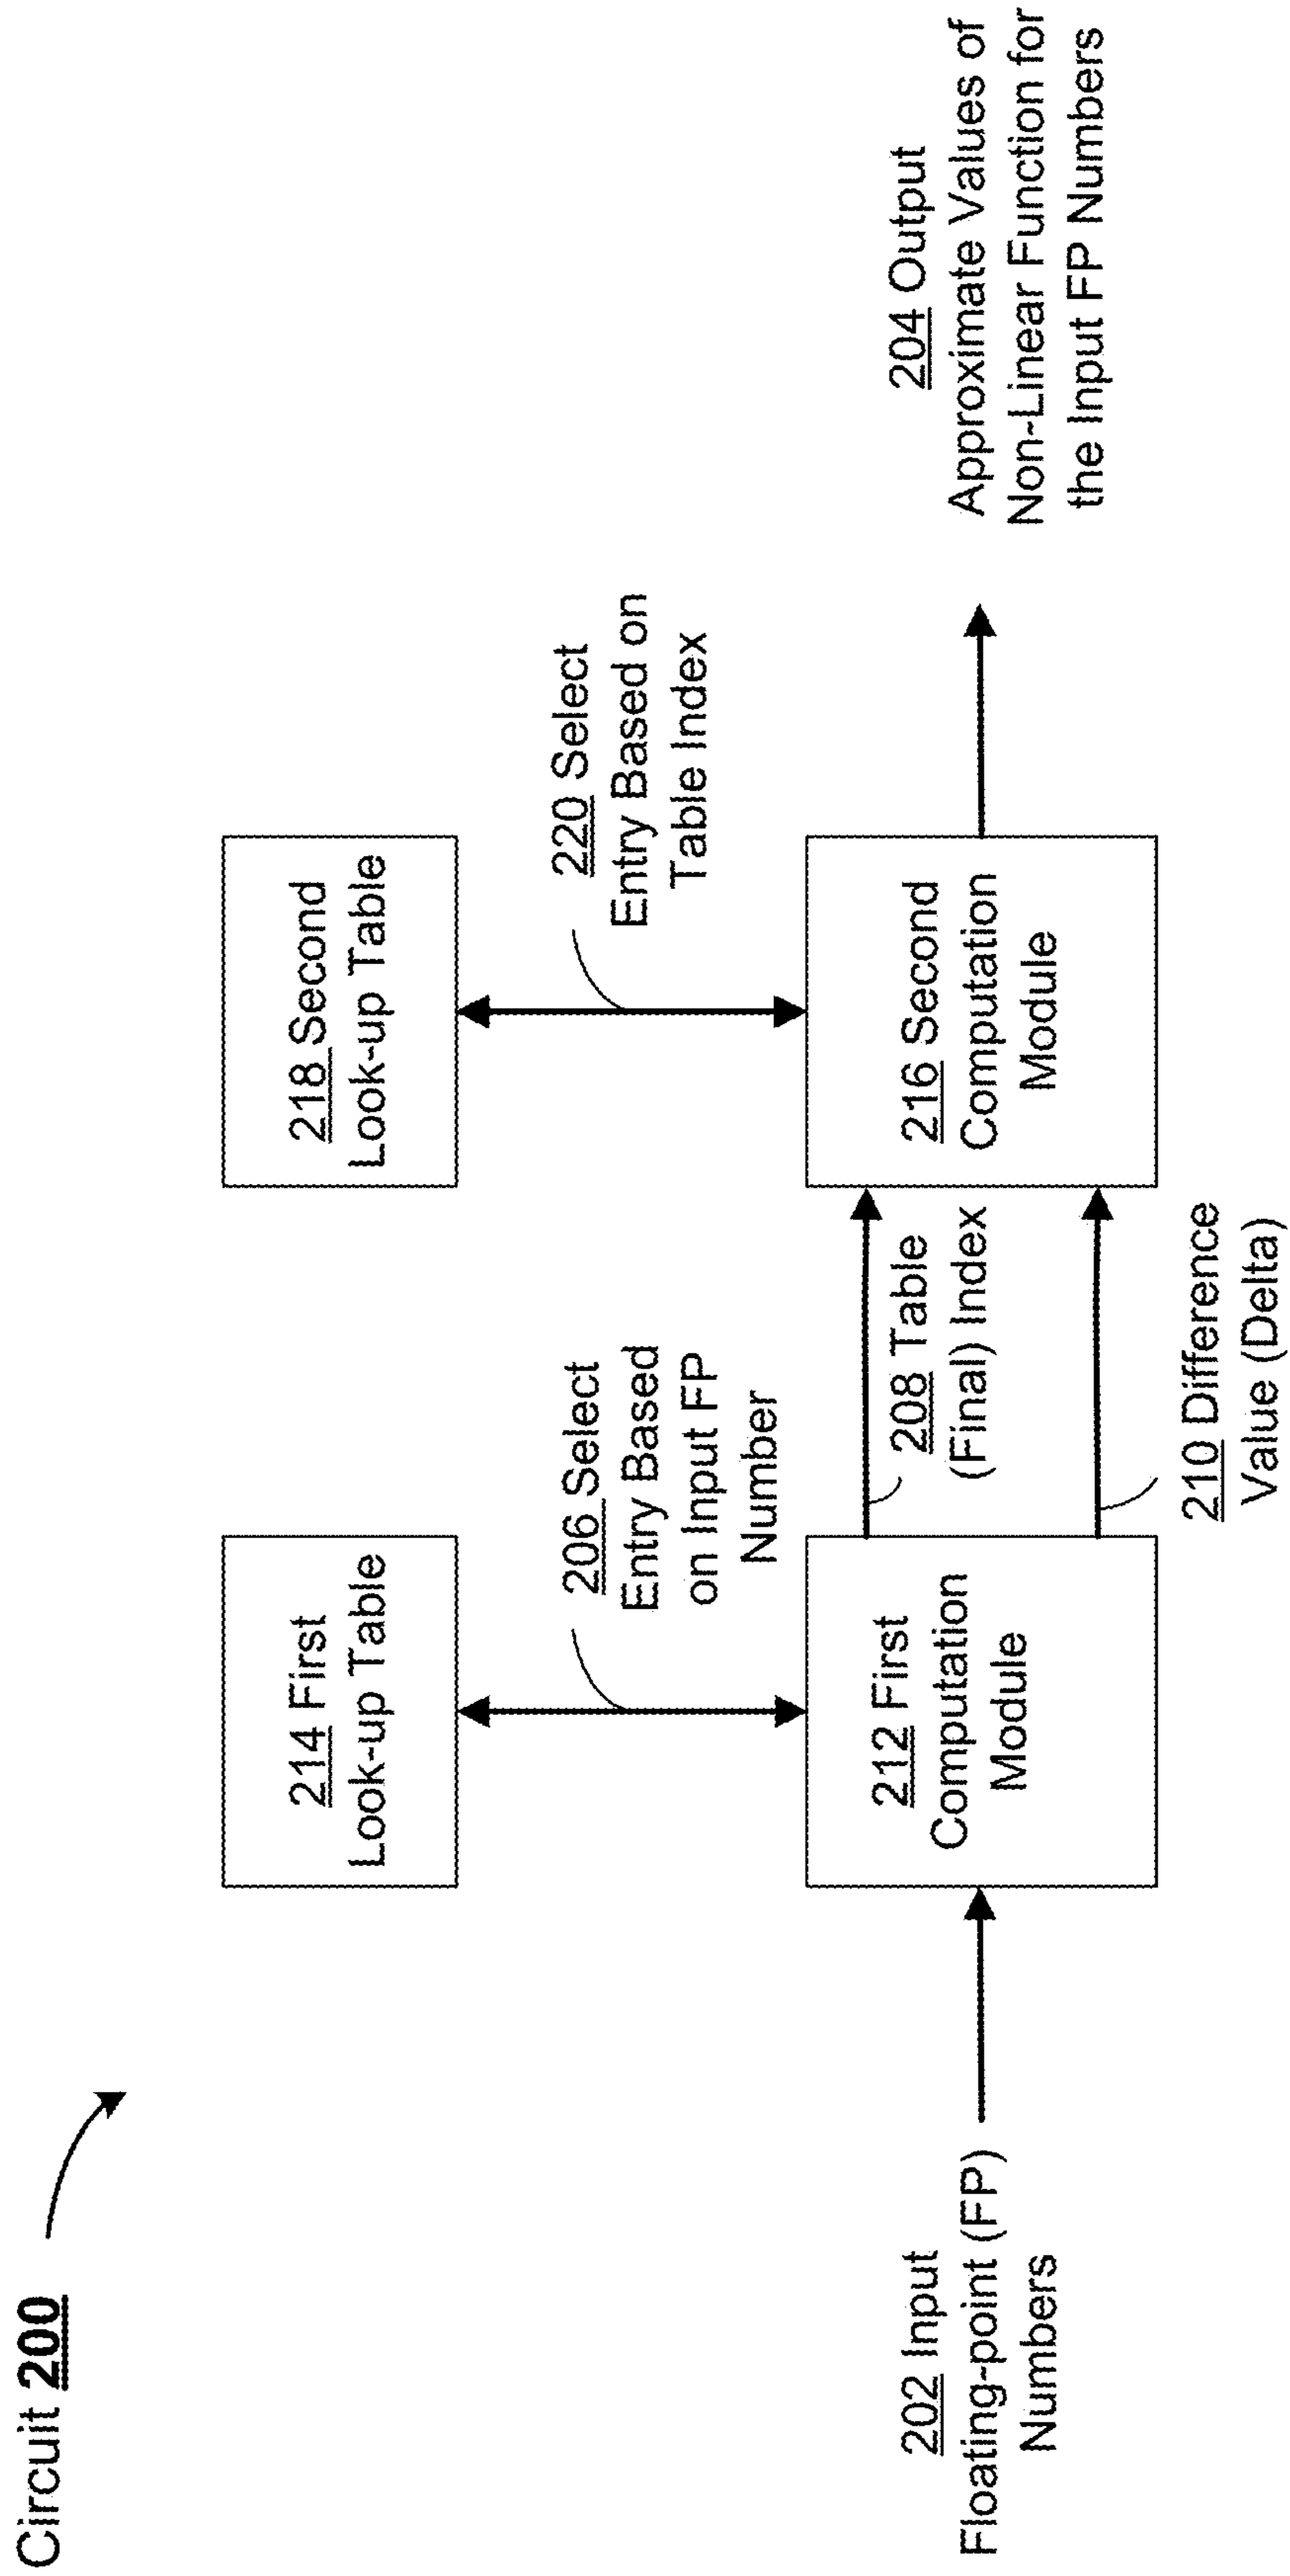 Circuit 200
214 First
Look-up Table
218 Second
Look-up Table
206 Select
Entry Based
on Input FP
Number
220 Select
Entry Based on
Table Index
202 Input
Floating-point (FP)
Numbers
212 First
Computation
Module
208 Table
(Final) Index
210 Difference
Value (Delta)
216 Second
Computation
Module
204 Output
Approximate Values of
Non-Linear Function for
the Input FP Numbers